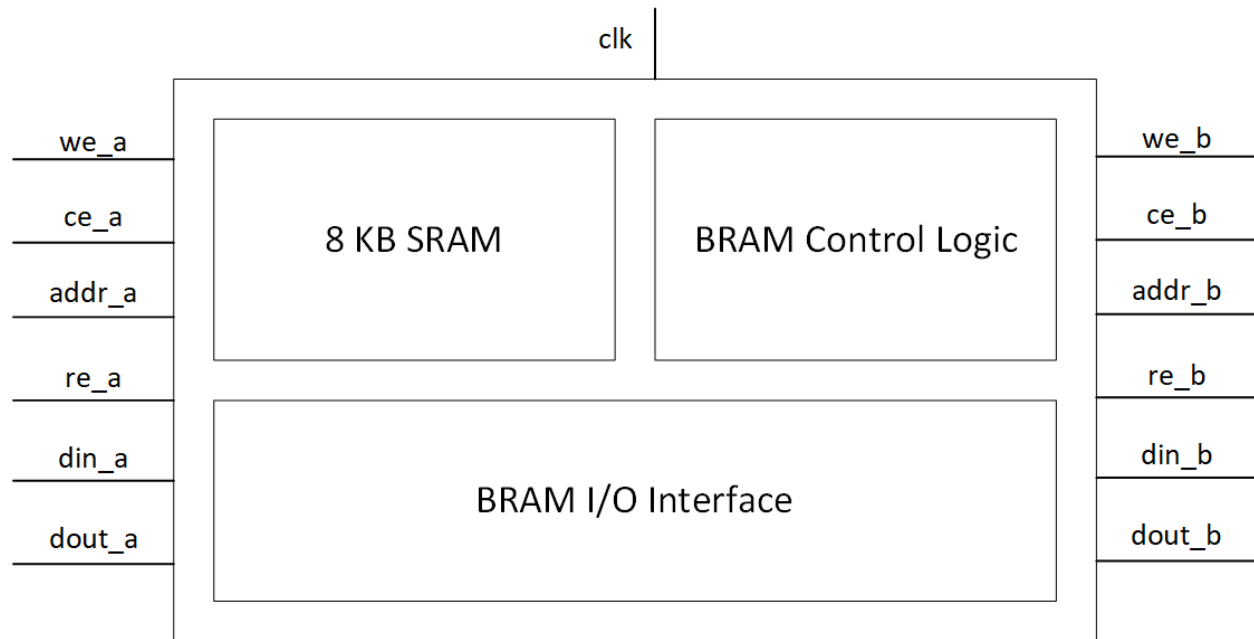 clk
we_a
ce_a
addr_a
re_a
din_a
dout_a
8 KB SRAM
BRAM Control Logic
BRAM I/O Interface
we_b
ce_b
addr_b
re_b
din_b
dout_b